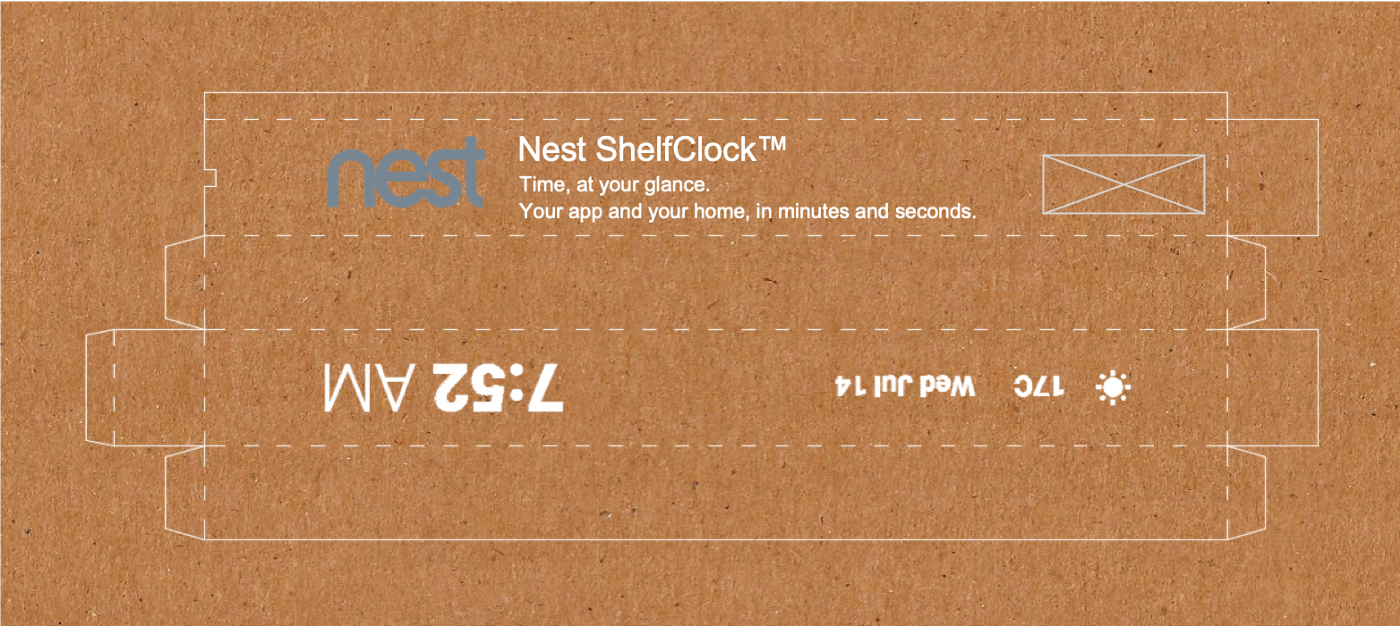 nest
Nest ShelfClock™
Time, at your glance.
Your app and your home, in minutes and seconds.
7:52 AM
17C Wed Jul 14